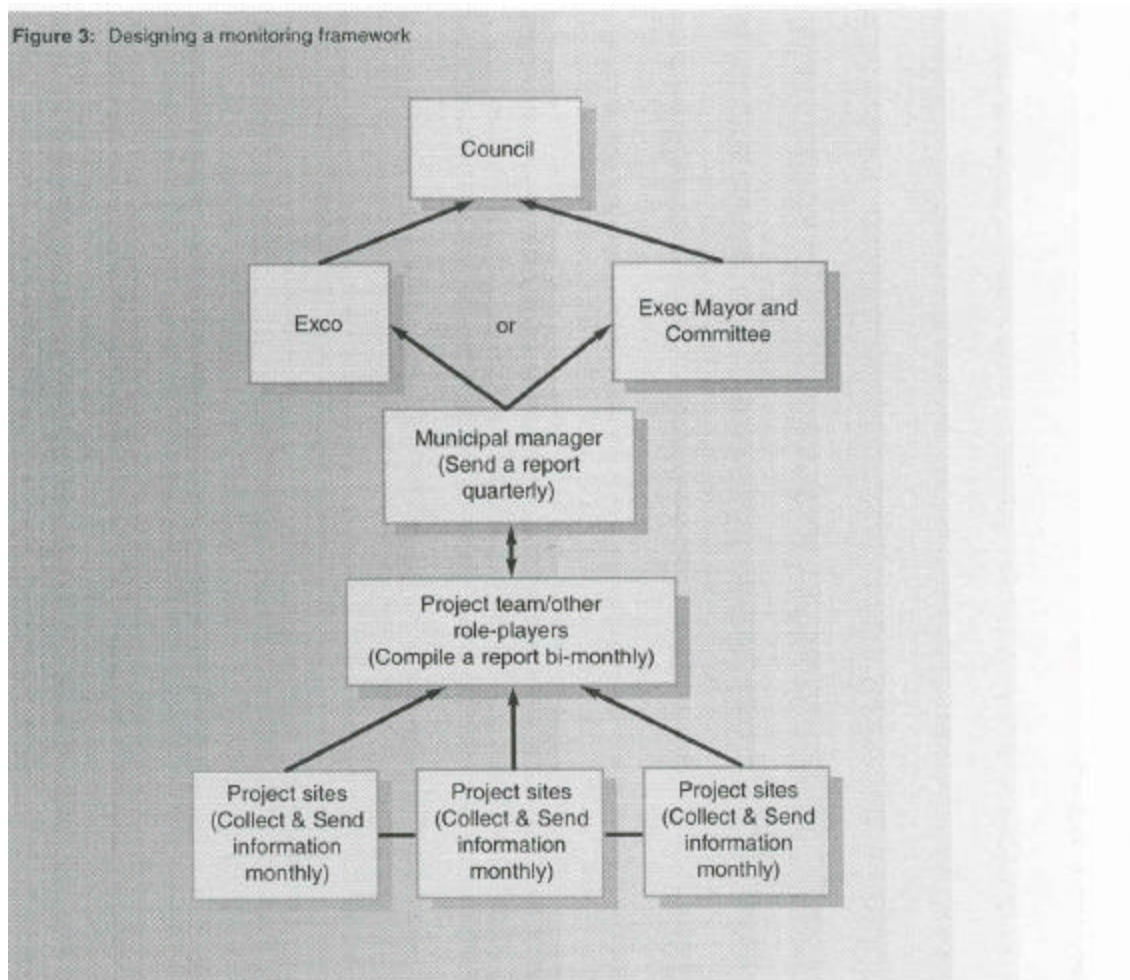 Figure 3: Designing a monitoring framework
Council
Exco
or
Exec Mayor and
Committee
Municipal manager
(Send a report
quarterly)
Project team/other
role-players
(Compile a report bi-monthly)
Project sites
(Collect & Send
information
monthly)
Project sites
(Collect & Send
information
monthly)
Project sites
(Collect & Send
information
monthly)